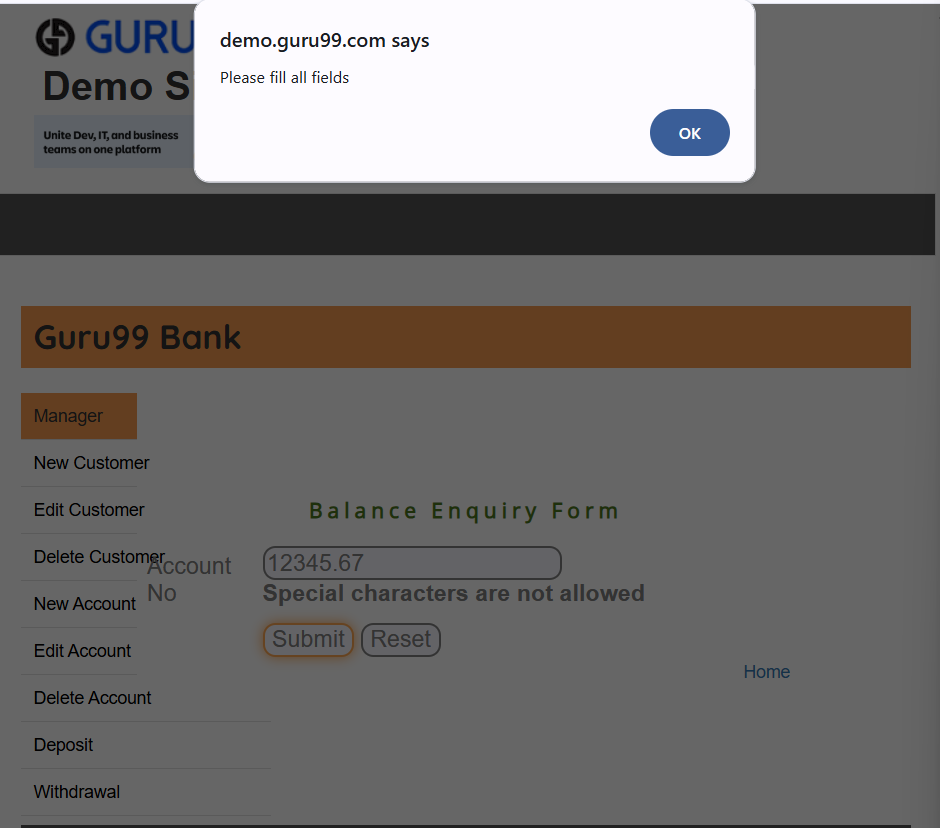 demo.guru99.com says
Please fill all fields
OK
GURU
Demo S
Unite Dev, IT, and business
teams on one platform
Guru99 Bank
Manager
New Customer
Edit Customer
Delete Customer
New Account
Edit Account
Delete Account
Deposit
Withdrawal
Balance Enquiry Form
Account
No
12345.67
Special characters are not allowed
Submit
Reset
Home